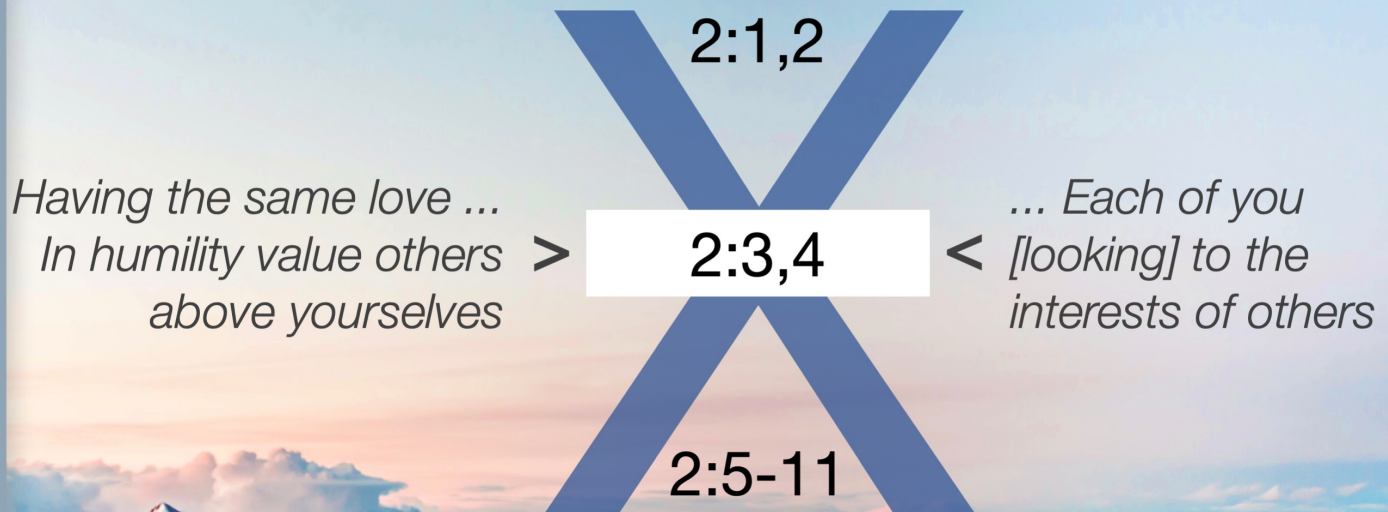 2:1,2
Having the same love ...
In humility value others
above yourselves
>
2:3,4
<
... Each of you
[looking] to the
interests of others
2:5-11